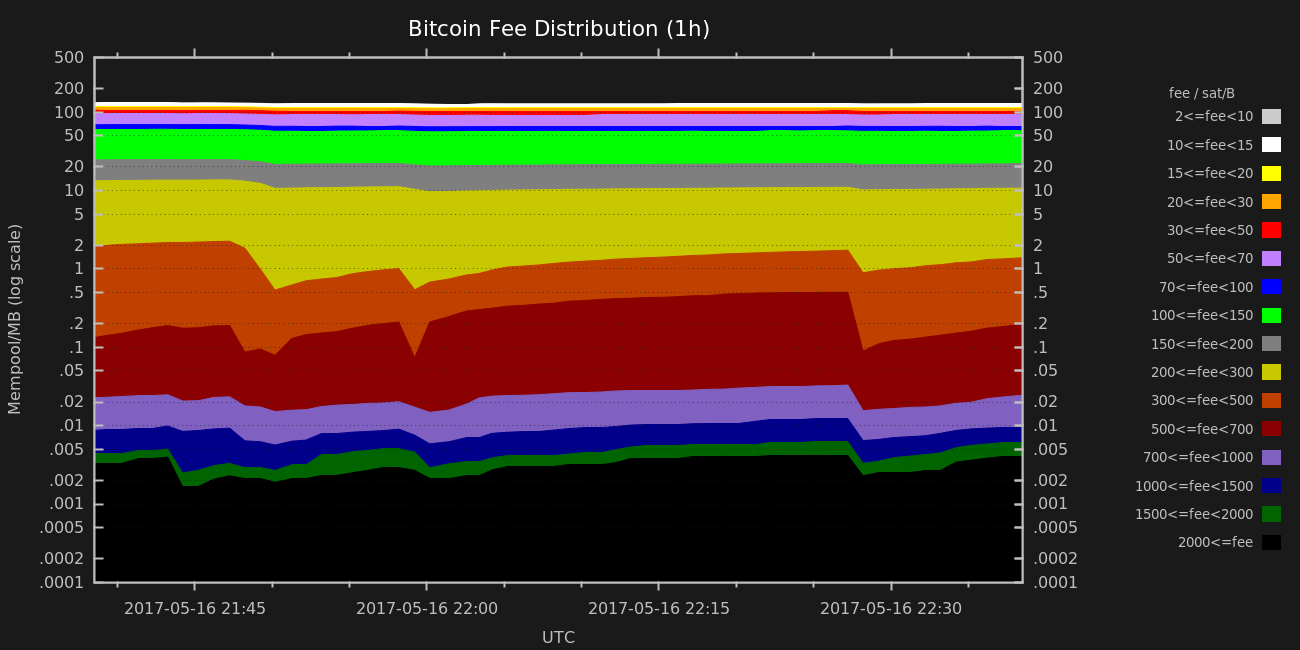 Bitcoin Fee Distribution (1h)
Mempool/MB (log scale)
500
200
100
50
20
10
5
2
1
.5
.2
.1
.05
.02
.01
.005
.002
.001
.0005
.0002
.0001
500
200
100
50
20
10
5
2
1
.5
.2
.1
.05
.02
.01
.005
.002
.001
.0005
.0002
.0001
2017-05-16 21:45
2017-05-16 22:00
2017-05-16 22:15
2017-05-16 22:30
UTC
fee / sat/B
2<=fee<10
10<=fee<15
15<=fee<20
20<=fee<30
30<=fee<50
50<=fee<70
70<=fee<100
100<=fee<150
150<=fee<200
200<=fee<300
300<=fee<500
500<=fee<700
700<=fee<1000
1000<=fee<1500
1500<=fee<2000
2000<=fee